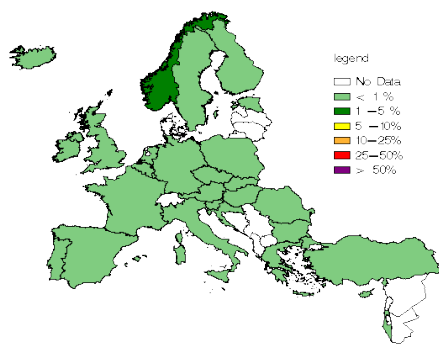 legend
No Data
< 1 %
1 –5 %
5 –10%
10–25%
25–50%
> 50%